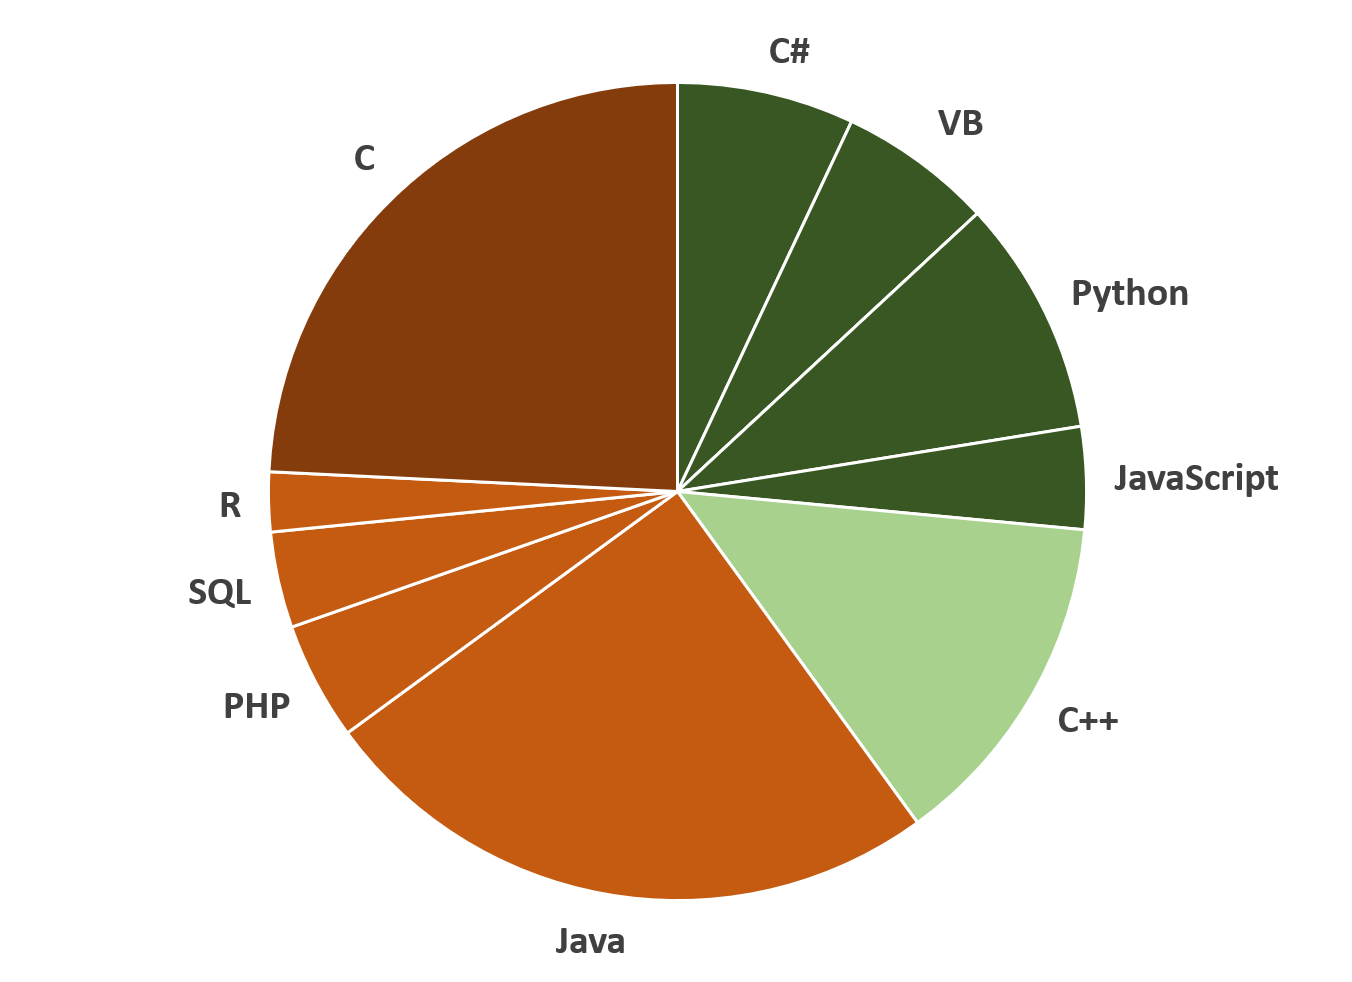 C#
VB
Python
JavaScript
C++
Java
PHP
SQL
R
C